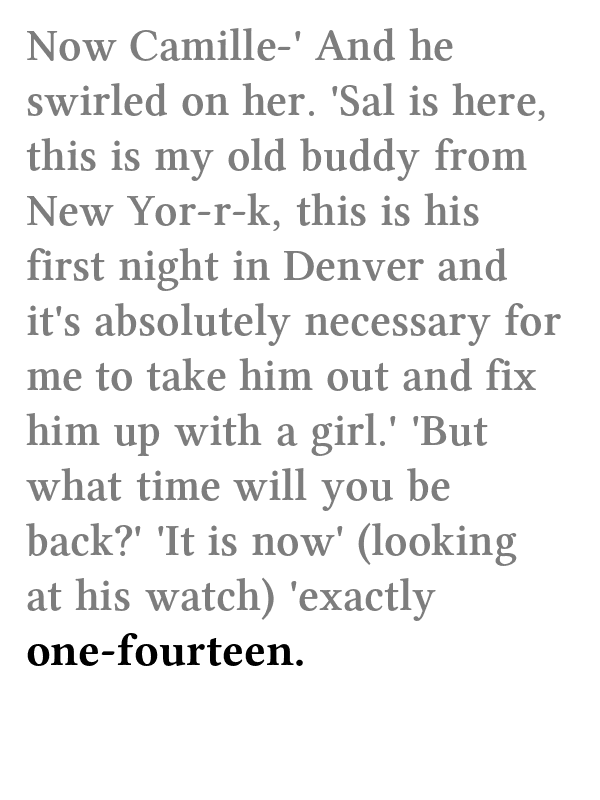 Now Camille-' And he
swirled on her. 'Sal is here,
this is my old buddy from
New Yor-r-k, this is his
first night in Denver and
it's absolutely necessary for
me to take him out and fix
him up with a girl.' 'But
what time will you be
back?' 'It is now' (looking
at his watch) 'exactly
one-fourteen.